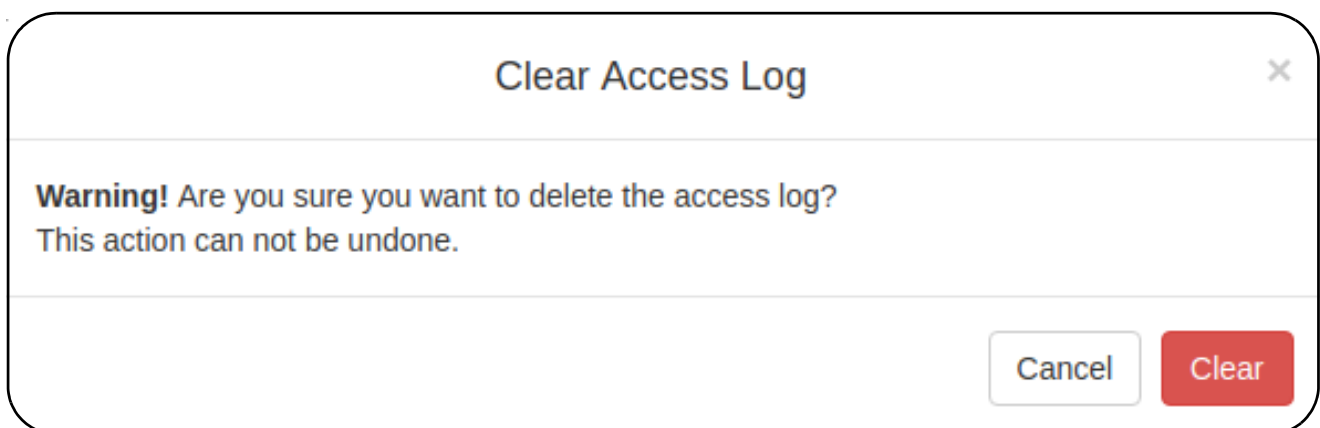 Clear Access Log
×
Warning! Are you sure you want to delete the access log?
This action can not be undone.
Cancel Clear